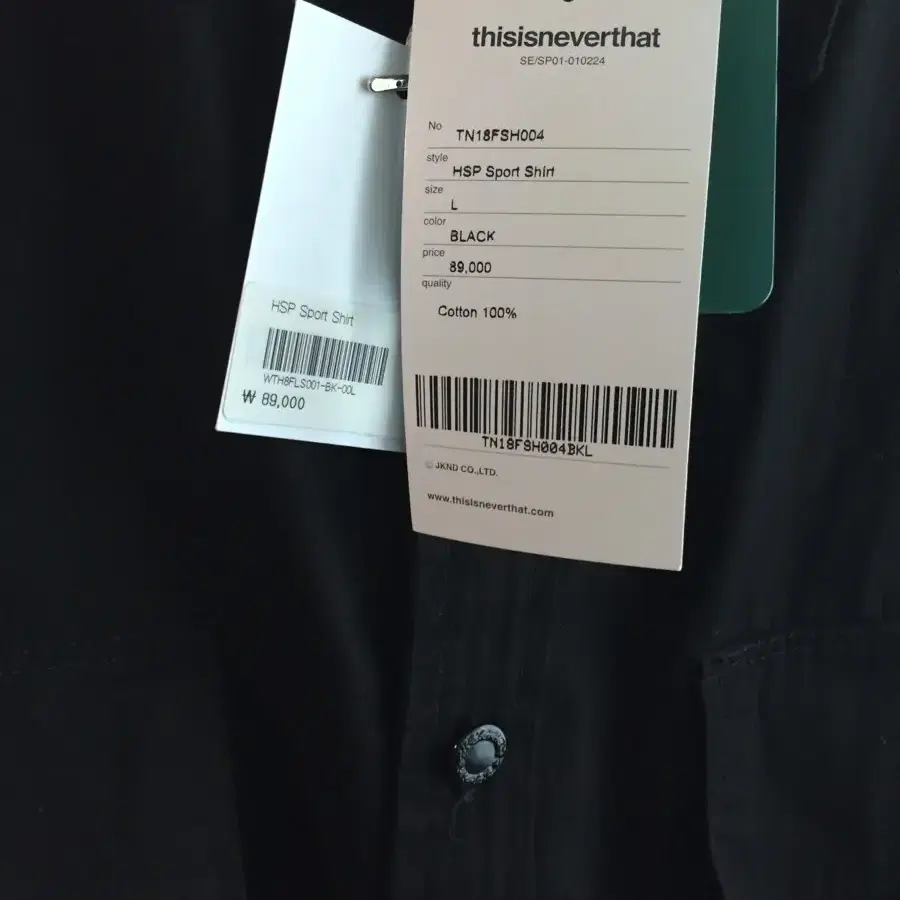 thisisneverthat
SE/SP01-010224
No TN18FSH004
style HSP Sport Shirt
size L
color BLACK
price 89,000
quality
Cotton 100%
TN18FSH004BKL
© JKND CO.,LTD.
www.thisisneverthat.com
HSP Sport Shirt
WTH8FLS001-BK-00L
₩ 89,000